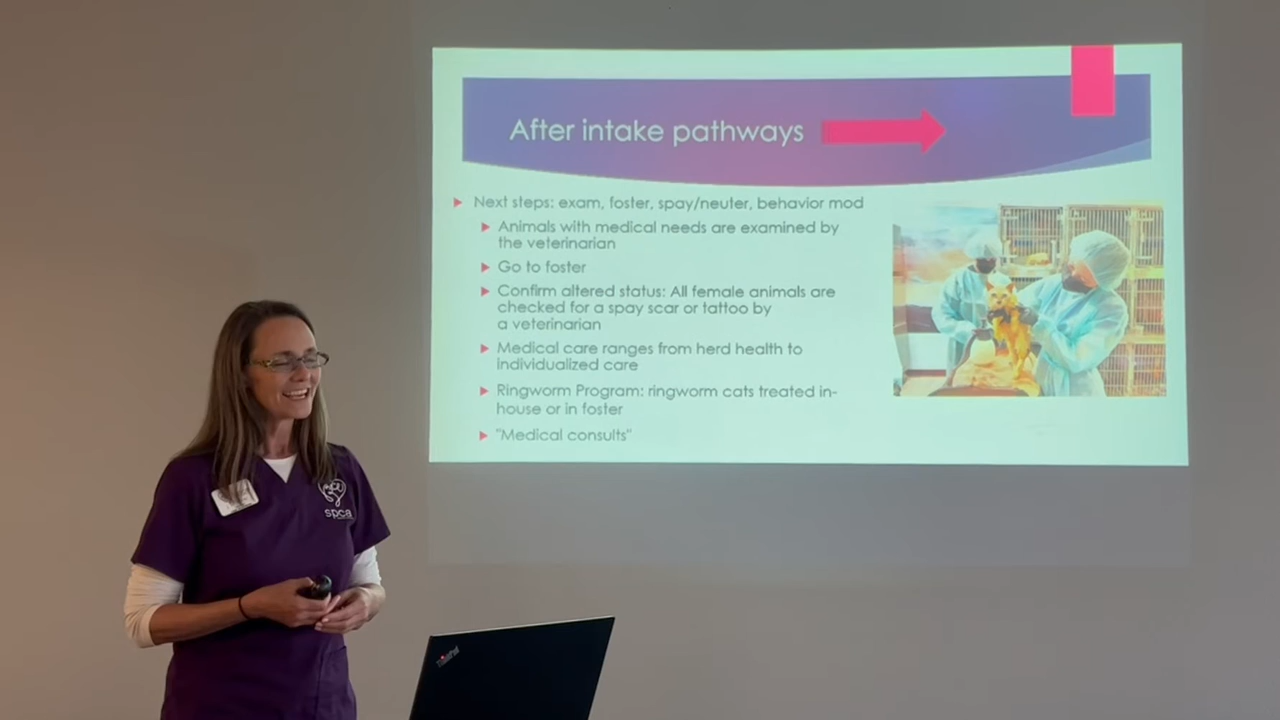 After intake pathways
Next steps: exam, foster, spay/neuter, behavior mod
Animals with medical needs are examined by
the veterinarian
Go to foster
Confirm altered status: All female animals are
checked for a spay scar or tattoo by
a veterinarian
Medical care ranges from herd health to
individualized care
Ringworm Program: ringworm cats treated in-
house or in foster
"Medical consults"
spca
ThinkPad